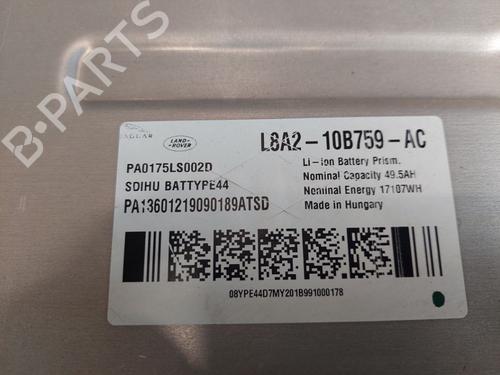 B-PARTS
JAGUAR
LAND-ROVER
L8A2-10B759-AC
PA0175LS002D
SDIHU BATTYPE44
PA13601219090189ATSD
Li-ion Battery Prism.
Nominal Capacity 49.5AH
Nominal Energy 17107WH
Made in Hungary
08YPE44D7MY201B991000178